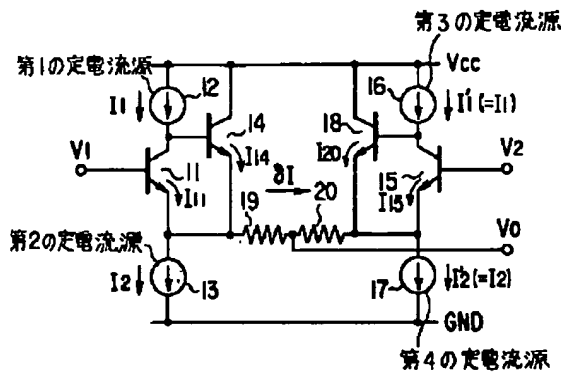 第3の定電流源
第1の定電流源
Vcc
12
16
I1
I1'(=I1)
14
18
V1
I14
I20
V2
11
I11
δI
15
I15
19
20
第2の定電流源
V0
I2
13
17
I2'(=I2)
GND
第4の定電流源